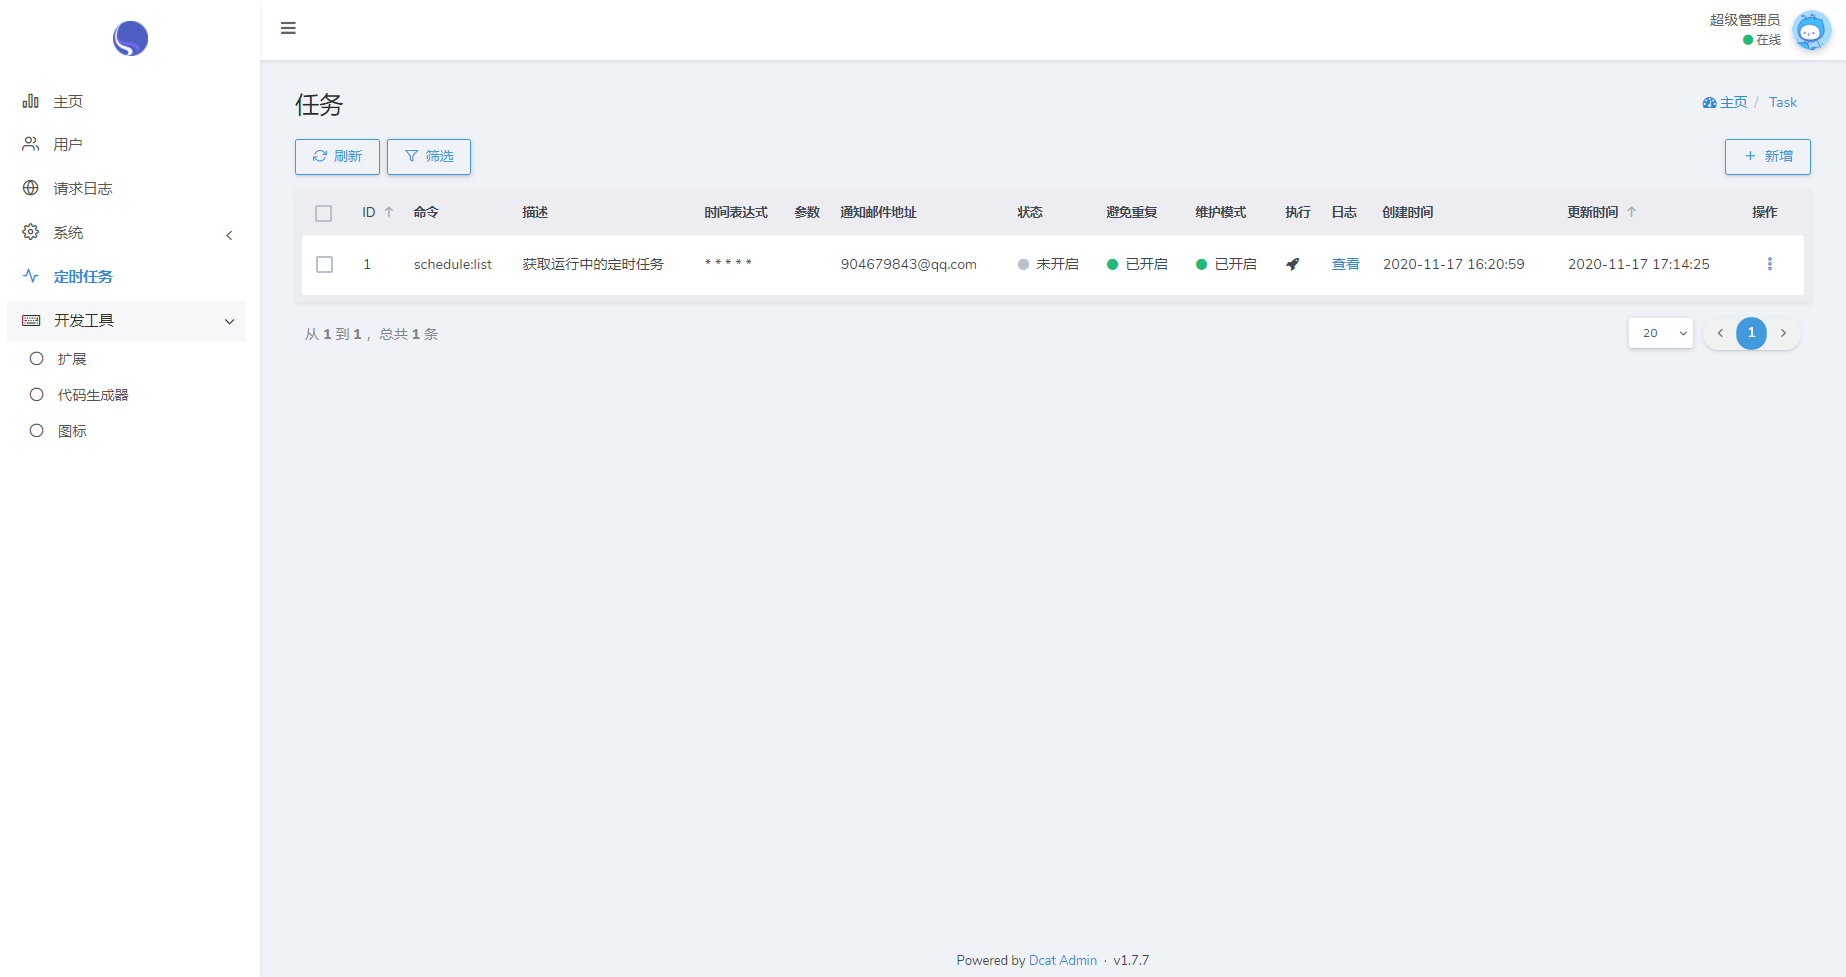 超级管理员
在线
主页
用户
请求日志
系统
定时任务
开发工具
扩展
代码生成器
图标
任务
主页 / Task
刷新 筛选 新增
ID 命令 描述 时间表达式 参数 通知邮件地址 状态 避免重复 维护模式 执行 日志 创建时间 更新时间 操作
1 schedule:list 获取运行中的定时任务 * * * * * 904679843@qq.com 未开启 已开启 已开启 查看 2020-11-17 16:20:59 2020-11-17 17:14:25
从 1 到 1 ，总共 1 条
20 1
Powered by Dcat Admin · v1.7.7